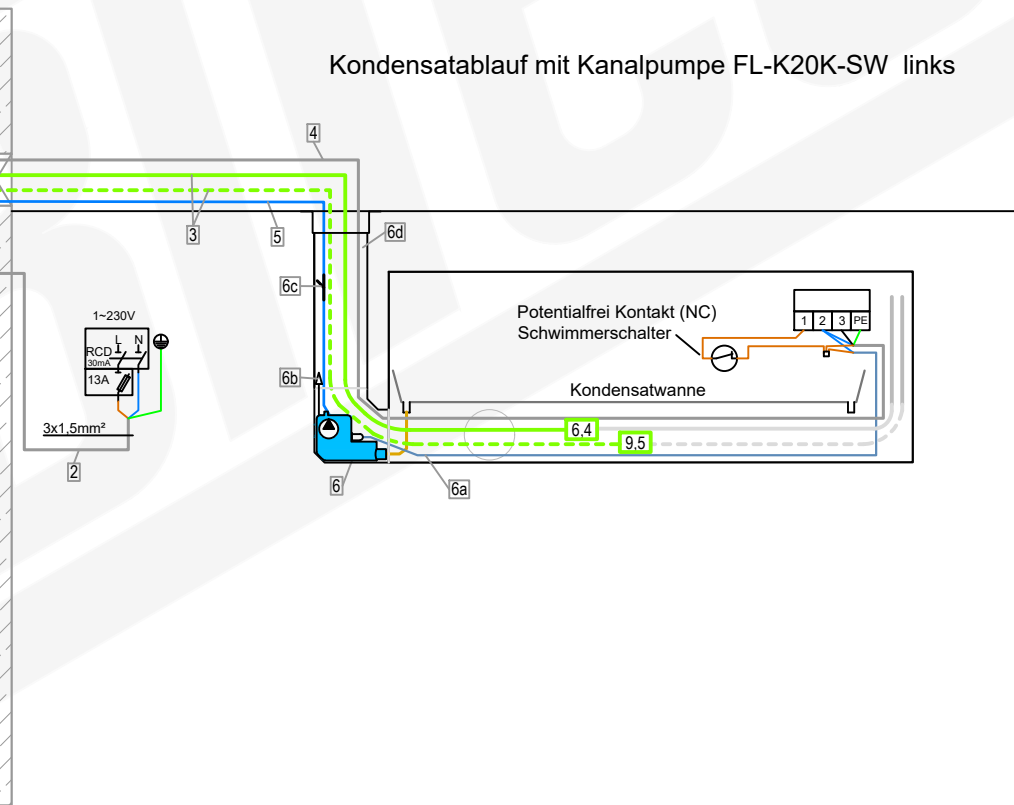 Kondensatablauf mit Kanalpumpe FL-K20K-SW links
4
3
5
6d
6c
Potentialfrei Kontakt (NC)
Schwimmerschalter
1 2 3 PE
1~230V
L N
RCD
30mA
13A
6b
Kondensatwanne
3x1,5mm²
6,4
9,5
2
6
6a